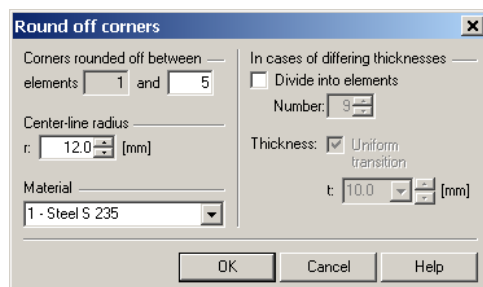 Round off corners
Corners rounded off between
elements 1 and 5
Center-line radius
r: 12.0 [mm]
Material
1 - Steel S 235
In cases of differing thicknesses
Divide into elements
Number: 9
Thickness: Uniform
transition
t: 10.0 [mm]
OK Cancel Help